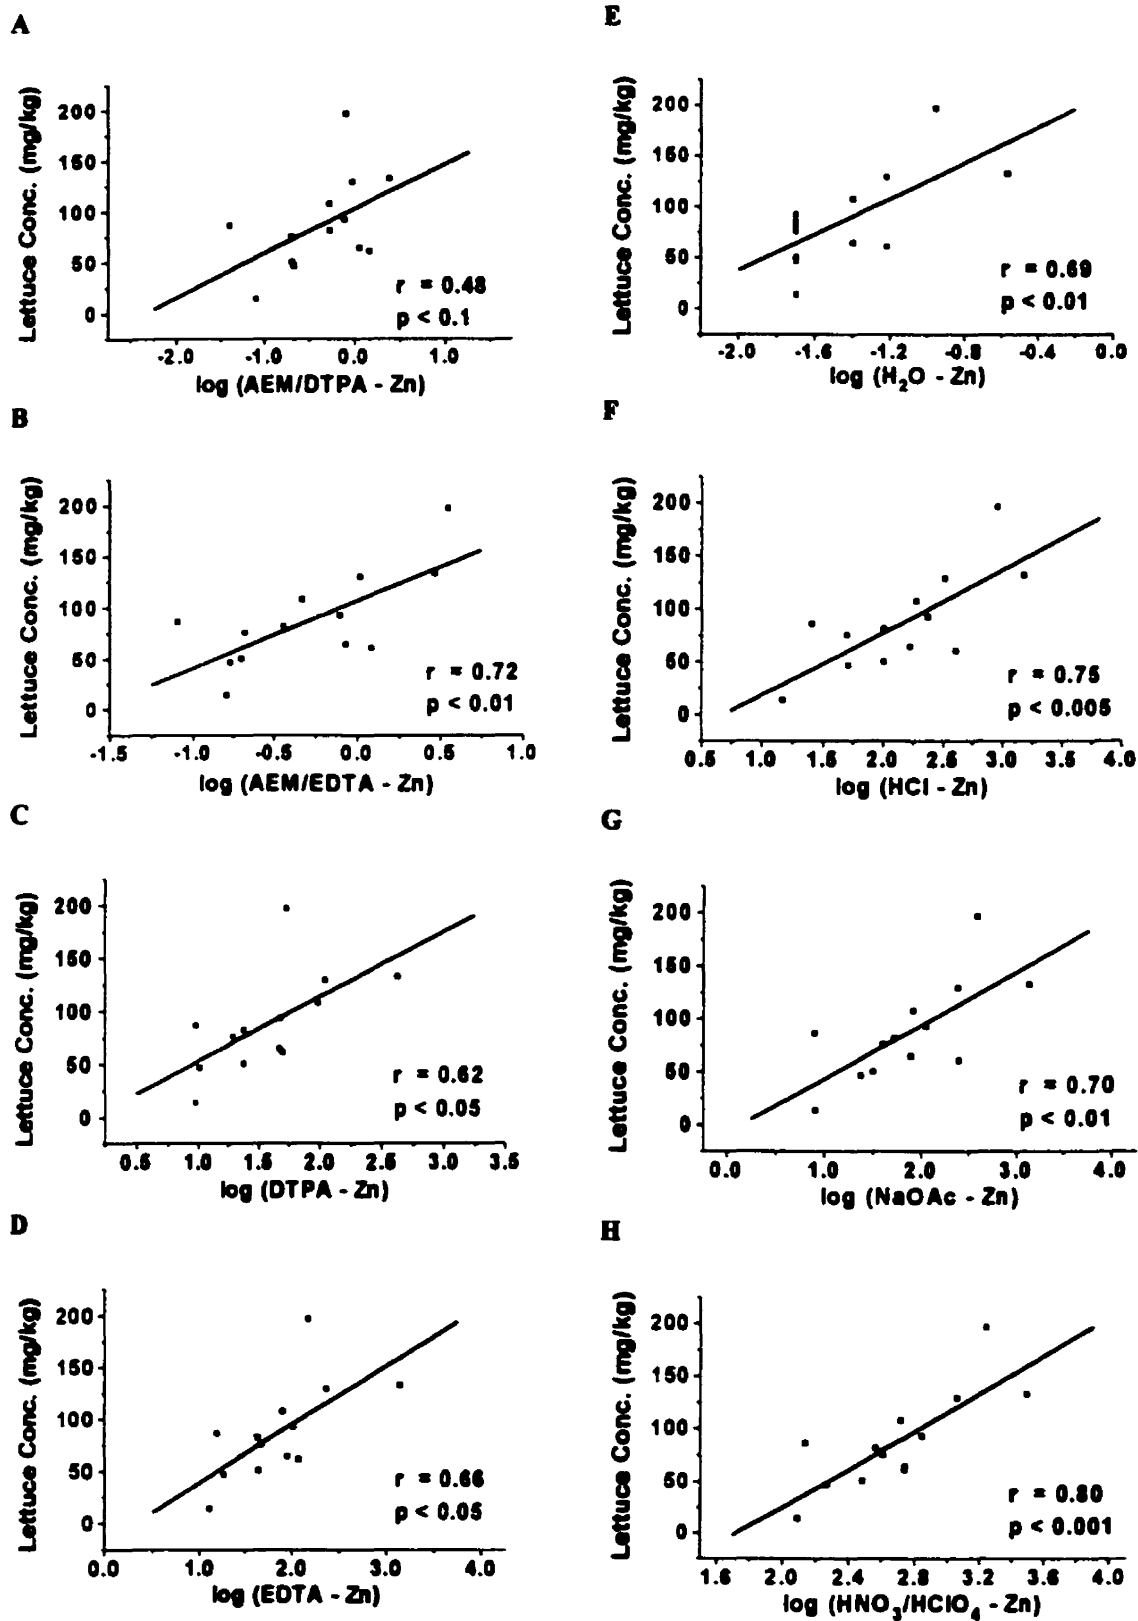 A
Lettuce Conc. (mg/kg)
200
150
100
50
0
r = 0.48
p < 0.1
-2.0 -1.0 0.0 1.0
log (AEM/DTPA - Zn)
B
Lettuce Conc. (mg/kg)
200
150
100
50
0
r = 0.72
p < 0.01
-1.5 -1.0 -0.5 0.0 0.5 1.0
log (AEM/EDTA - Zn)
C
Lettuce Conc. (mg/kg)
200
150
100
50
0
r = 0.62
p < 0.05
0.5 1.0 1.5 2.0 2.5 3.0 3.5
log (DTPA - Zn)
D
Lettuce Conc. (mg/kg)
200
150
100
50
0
r = 0.66
p < 0.05
0.0 1.0 2.0 3.0 4.0
log (EDTA - Zn)
E
Lettuce Conc. (mg/kg)
200
150
100
50
0
r = 0.69
p < 0.01
-2.0 -1.6 -1.2 -0.8 -0.4 0.0
log (H₂O - Zn)
F
Lettuce Conc. (mg/kg)
200
150
100
50
0
r = 0.75
p < 0.005
0.5 1.0 1.5 2.0 2.5 3.0 3.5 4.0
log (HCl - Zn)
G
Lettuce Conc. (mg/kg)
200
150
100
50
0
r = 0.70
p < 0.01
0.0 1.0 2.0 3.0 4.0
log (NaOAc - Zn)
H
Lettuce Conc. (mg/kg)
200
150
100
50
0
r = 0.80
p < 0.001
1.6 2.0 2.4 2.8 3.2 3.6 4.0
log (HNO₃/HClO₄ - Zn)